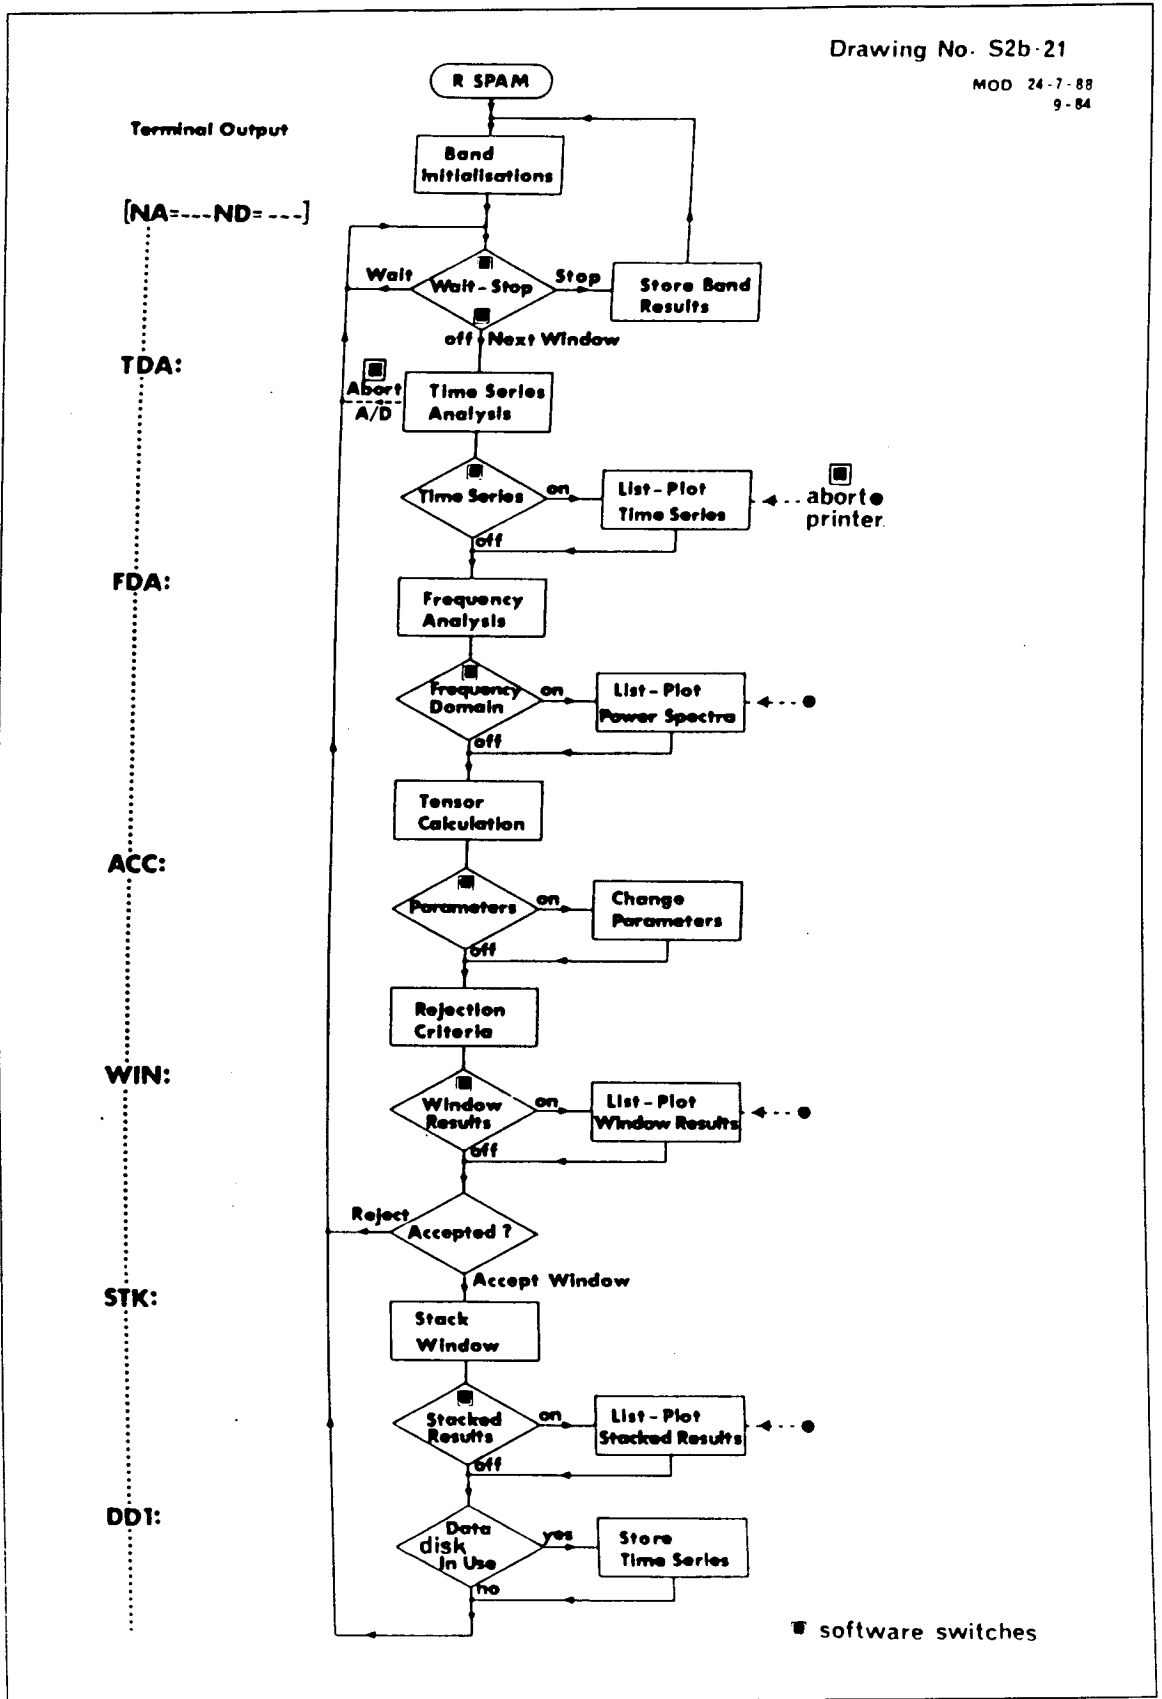 Drawing No. S2b-21
MOD 24-7-88
9-84
R SPAM
Terminal Output
Band
Initialisations
[NA=---ND=---]
Wait
Wait-Stop
Stop
Store Band
Results
off
Next Window
TDA:
Abort
A/D
Time Series
Analysis
Time Series
on
List-Plot
Time Series
abort
printer.
off
FDA:
Frequency
Analysis
Frequency
Domain
on
List-Plot
Power Spectra
off
Tensor
Calculation
ACC:
Parameters
on
Change
Parameters
off
Rejection
Criteria
WIN:
Window
Results
on
List-Plot
Window Results
off
Reject
Accepted ?
Accept Window
STK:
Stack
Window
Stacked
Results
on
List-Plot
Stacked Results
off
DDT:
Data
disk
In Use
yes
Store
Time Series
no
software switches